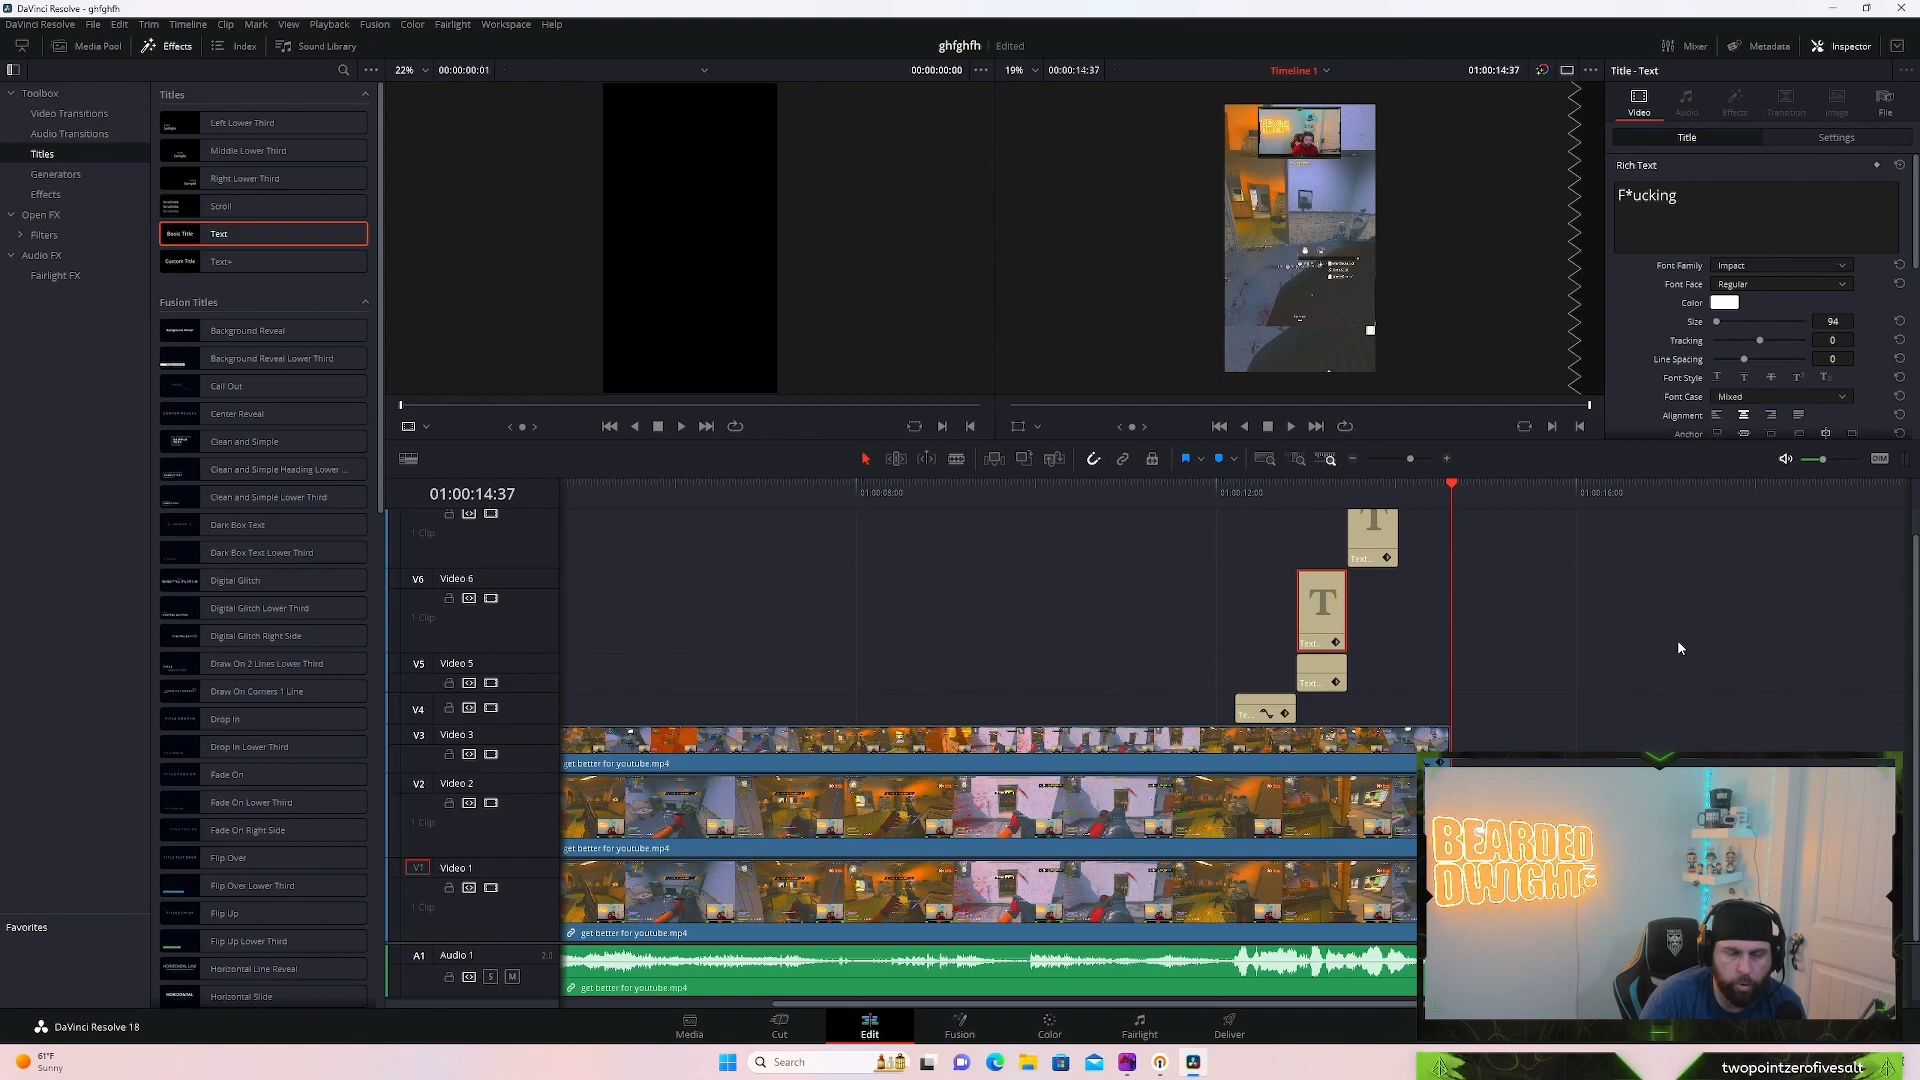 DaVinci Resolve - ghfghfh
DaVinci Resolve File Edit Trim Timeline Clip Mark View Playback Fusion Color Fairlight Workspace Help
Media Pool Effects Index Sound Library
ghfghfh Edited
Mixer Metadata Inspector
22% 00:00:00:01 00:00:00:00
19% 00:00:14:37 Timeline 1 01:00:14:37
Title - Text
Toolbox
Video Transitions
Audio Transitions
Titles
Generators
Effects
Open FX
Filters
Audio FX
Fairlight FX
Favorites
Titles
Left Lower Third
Middle Lower Third
Right Lower Third
Scroll
Basic Title Text
Custom Title Text+
Fusion Titles
Background Reveal
Background Reveal Lower Third
Call Out
Center Reveal
Clean and Simple
Clean and Simple Heading Lower ...
Clean and Simple Lower Third
Dark Box Text
Dark Box Text Lower Third
Digital Glitch
Digital Glitch Lower Third
Digital Glitch Right Side
Draw On 2 Lines Lower Third
Draw On Corners 1 Line
Drop In
Drop In Lower Third
Fade On
Fade On Lower Third
Fade On Right Side
Flip Over
Flip Over Lower Third
Flip Up
Flip Up Lower Third
Horizontal Line Reveal
Horizontal Slide
Video Audio Effects Transition Image File
Title Settings
Rich Text
F*ucking
Font Family Impact
Font Face Regular
Color
Size 94
Tracking 0
Line Spacing 0
Font Style
Font Case Mixed
Alignment
Anchor
DIM
01:00:14:37
01:00:08:00 01:00:12:00 01:00:16:00
1 Clip
Text...
V6 Video 6
1 Clip
Text...
V5 Video 5
Text...
V4
Te...
V3 Video 3
get better for youtube.mp4
V2 Video 2
1 Clip
get better for youtube.mp4
V1 Video 1
1 Clip
get better for youtube.mp4
A1 Audio 1 2.0
S M
get better for youtube.mp4
BEARDED
DWIGHT
DaVinci Resolve 18
Media Cut Edit Fusion Color Fairlight Deliver
61°F
Sunny
Search
twopointzerofivesalt